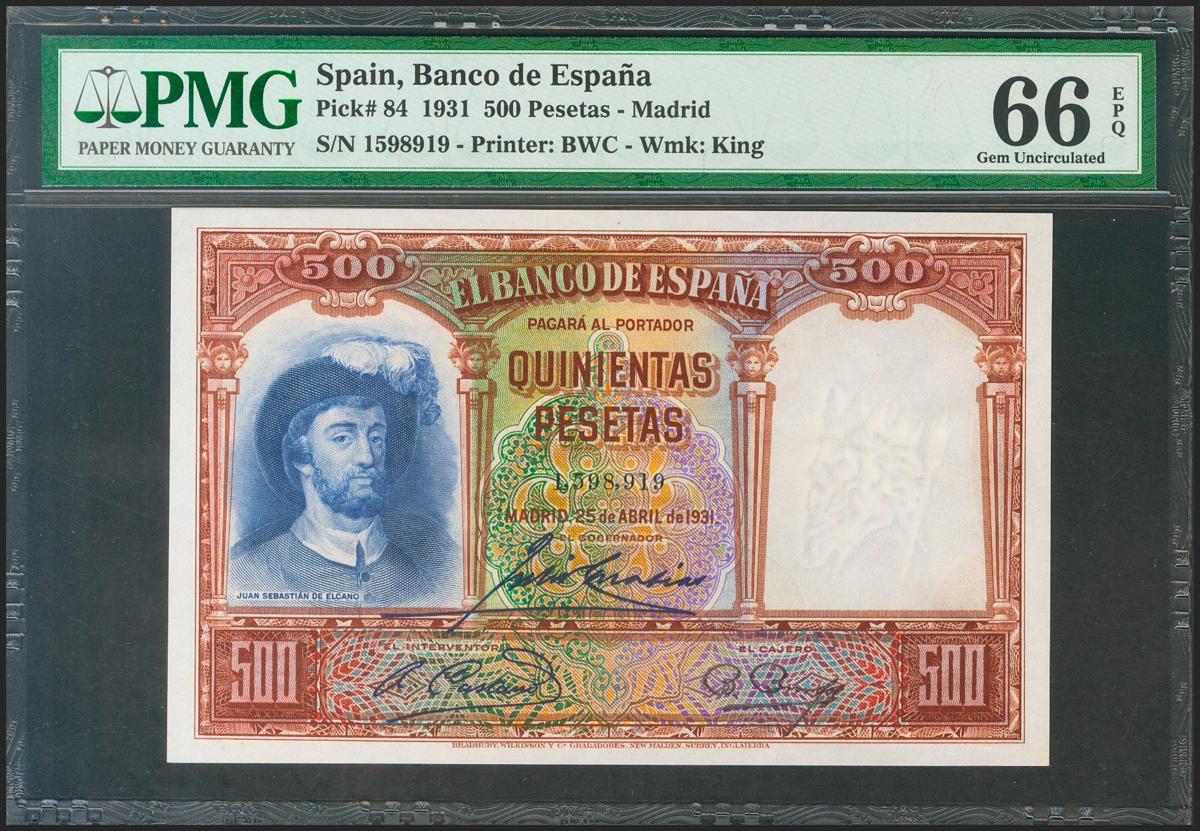 PMG
PAPER MONEY GUARANTY
Spain, Banco de España
Pick# 84 1931 500 Pesetas - Madrid
S/N 1598919 - Printer: BWC - Wmk: King
66
EPQ
Gem Uncirculated
500
500
EL BANCO DE ESPAÑA
PAGARÁ AL PORTADOR
QUINIENTAS
PESETAS
1,598,919
MADRID 25 de ABRIL de 1931.
EL GOBERNADOR
JUAN SEBASTIÁN DE ELCANO
EL INTERVENTOR
EL CAJERO
500
500
BRADBURY, WILKINSON Y Cª GRABADORES, NEW MALDEN, SURREY, INGLATERRA